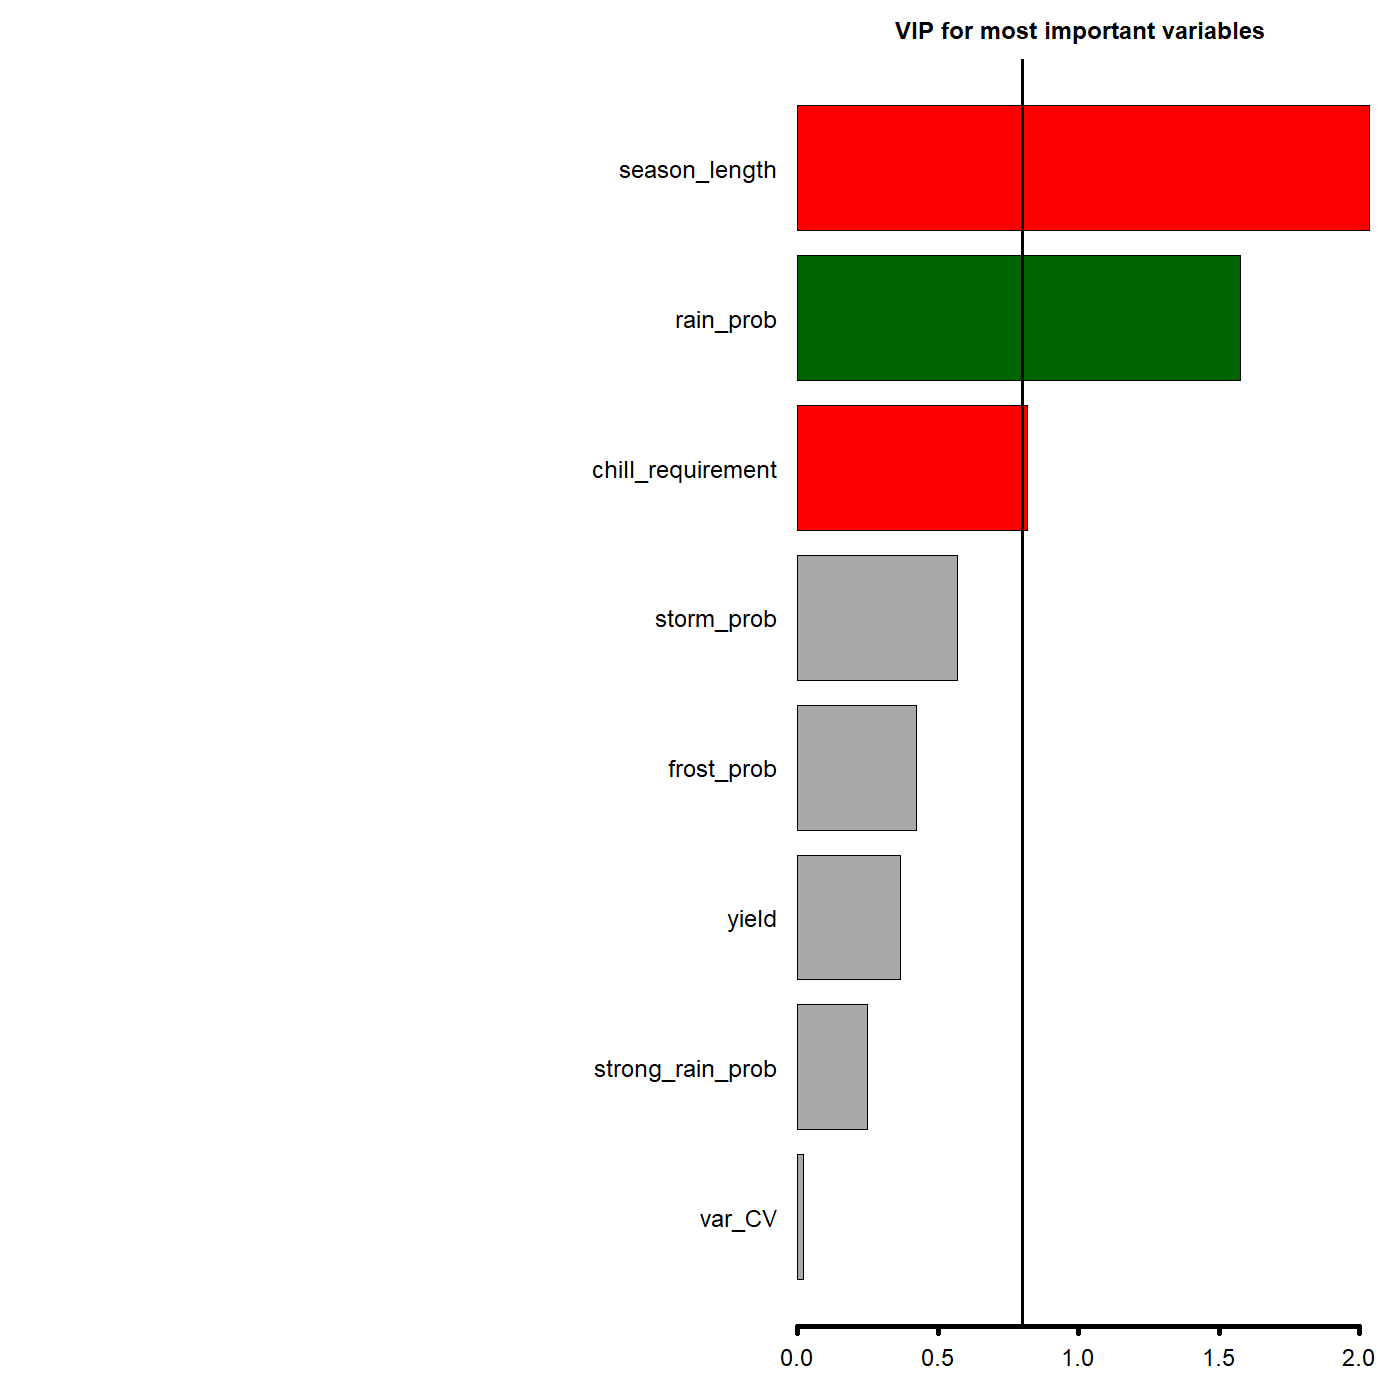 VIP for most important variables
season_length
rain_prob
chill_requirement
storm_prob
frost_prob
yield
strong_rain_prob
var_CV
0.0 0.5 1.0 1.5 2.0